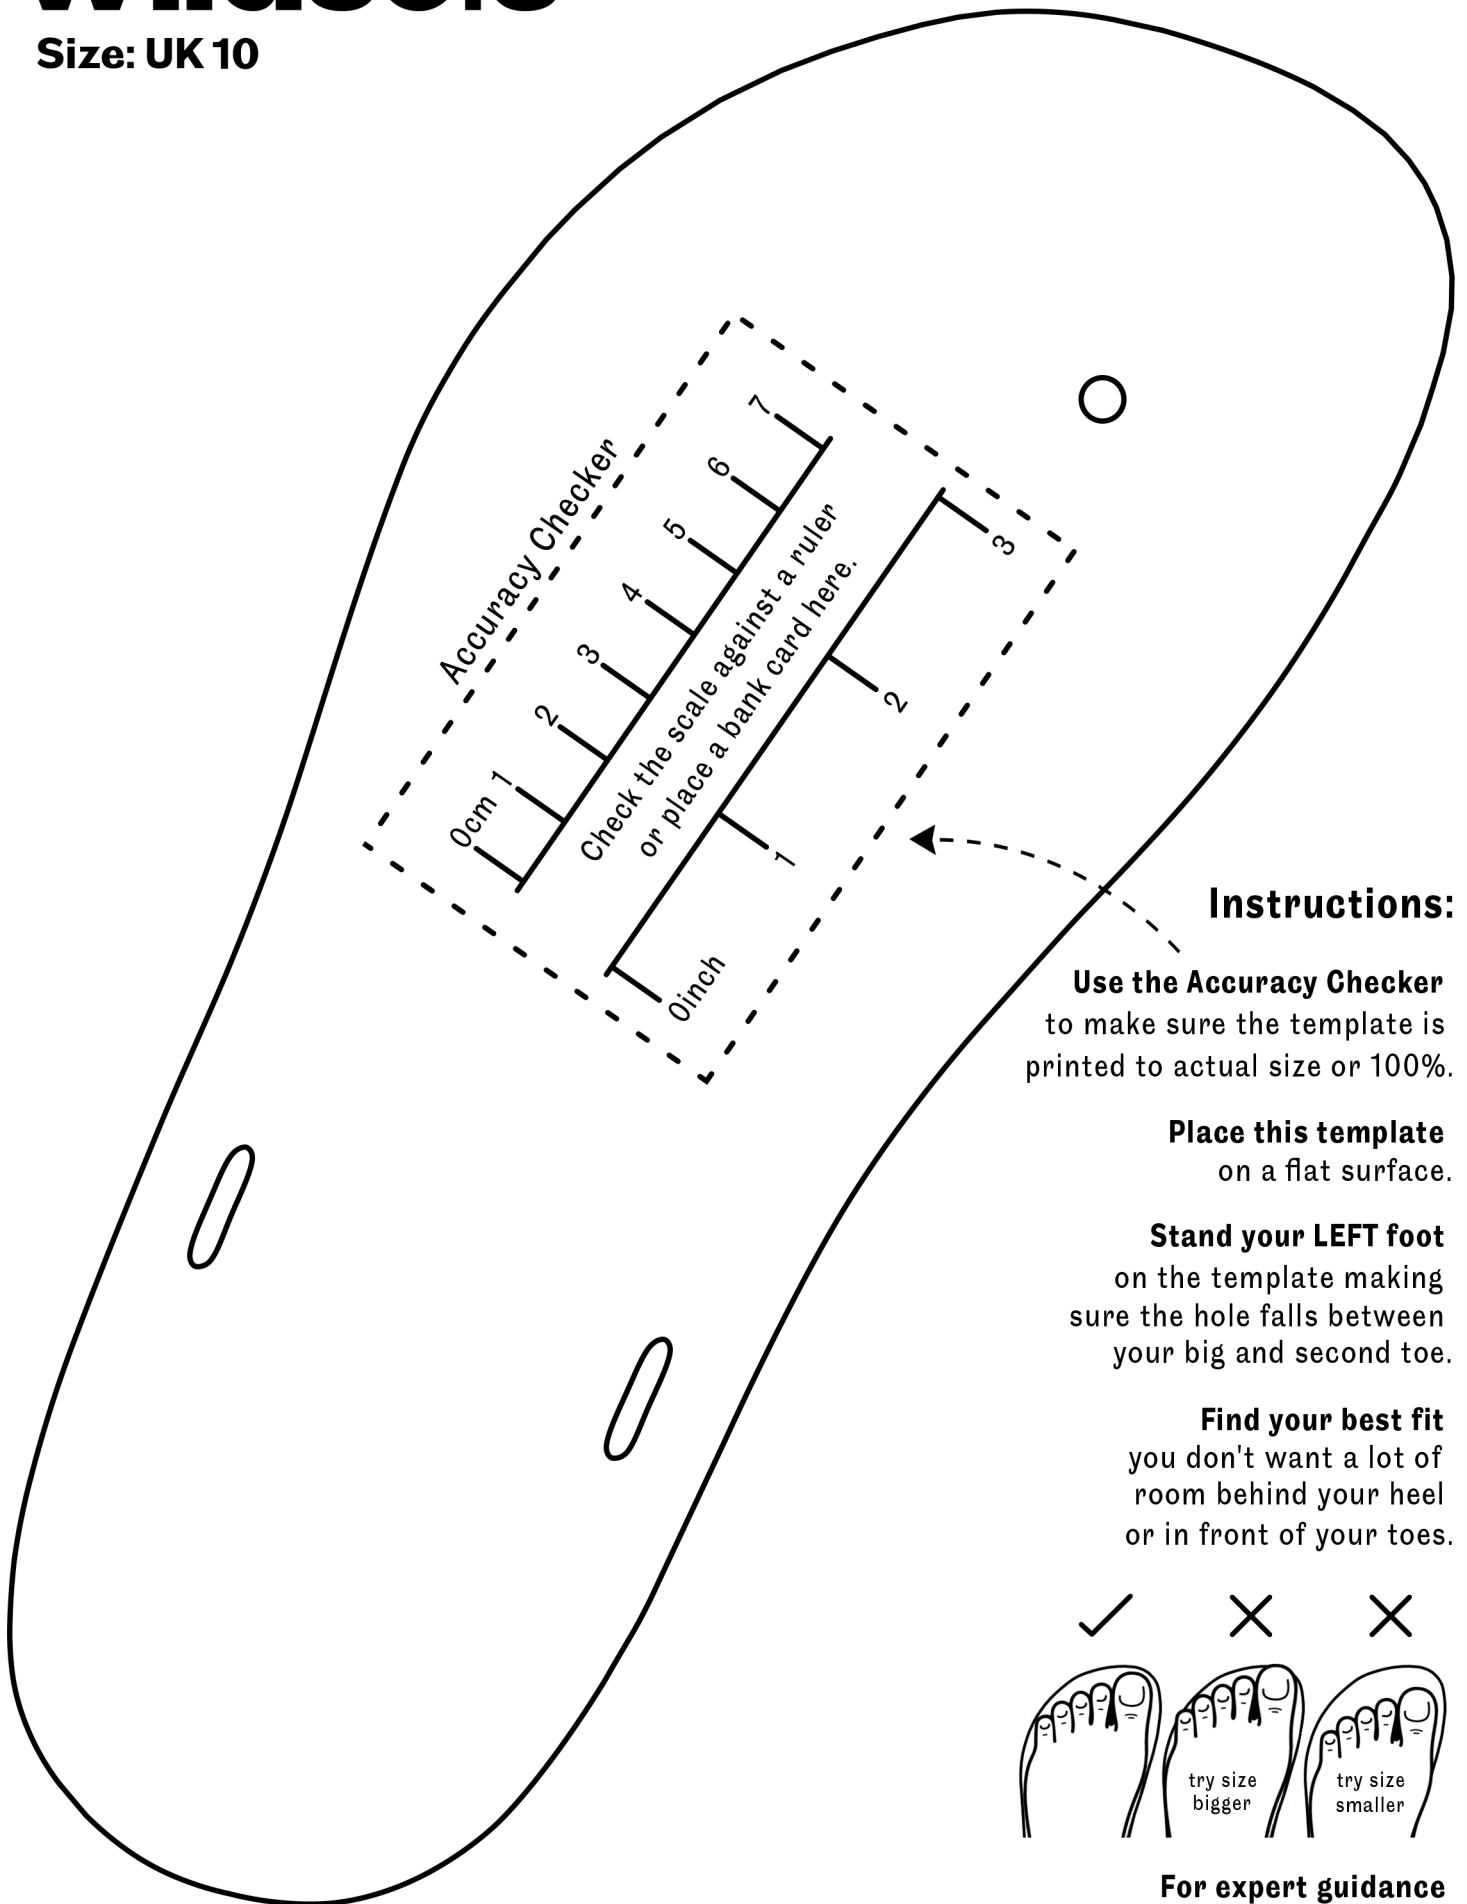 Size: UK 10
Accuracy Checker
0cm 1 2 3 4 5 6 7
Check the scale against a ruler
or place a bank card here.
0inch 1 2 3
Instructions:
Use the Accuracy Checker
to make sure the template is
printed to actual size or 100%.
Place this template
on a flat surface.
Stand your LEFT foot
on the template making
sure the hole falls between
your big and second toe.
Find your best fit
you don't want a lot of
room behind your heel
or in front of your toes.
try size
bigger
try size
smaller
For expert guidance